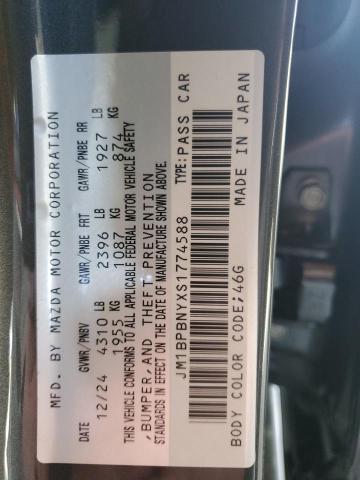 MFD. BY MAZDA MOTOR CORPORATION
DATE GVWR/PNBV GAWR/PNBE FRT GAWR/PNBE RR
12/24 4310 LB 2396 LB 1927 LB
1955 KG 1087 KG 874 KG
THIS VEHICLE CONFORMS TO ALL APPLICABLE FEDERAL MOTOR VEHICLE SAFETY
,BUMPER,AND THEFT PREVENTION
STANDARDS IN EFFECT ON THE DATE OF MANUFACTURE SHOWN ABOVE.
JM1BPBNYXS1774588 TYPE:PASS CAR
BODY COLOR CODE;46G MADE IN JAPAN